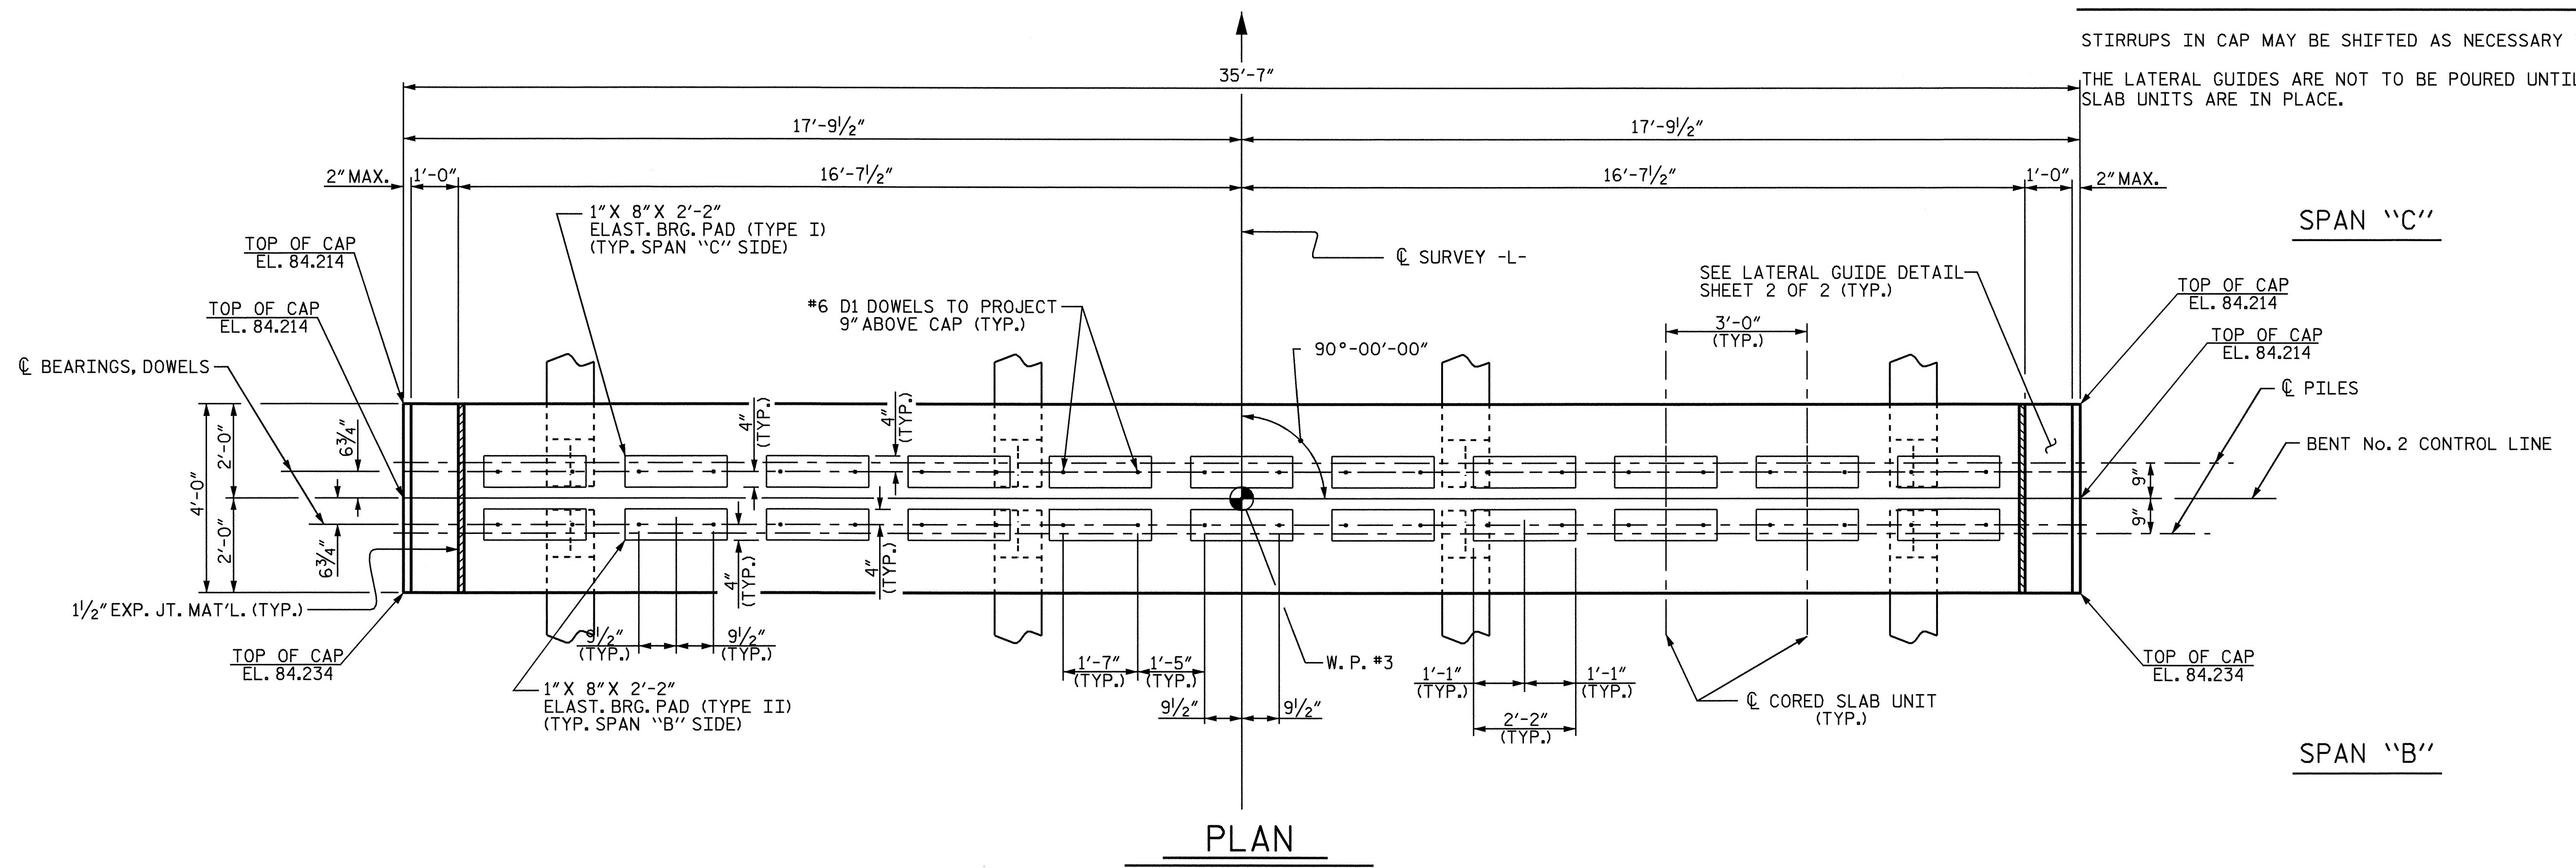 STIRRUPS IN CAP MAY BE SHIFTED AS NECESSARY
THE LATERAL GUIDES ARE NOT TO BE POURED UNTIL
SLAB UNITS ARE IN PLACE.
35'-7"
17'-9½"
17'-9½"
2" MAX.
1'-0"
16'-7½"
16'-7½"
1'-0"
2" MAX.
SPAN "C"
1" X 8" X 2'-2"
ELAST. BRG. PAD (TYPE I)
(TYP. SPAN "C" SIDE)
TOP OF CAP
EL. 84.214
℄ SURVEY -L-
SEE LATERAL GUIDE DETAIL
SHEET 2 OF 2 (TYP.)
TOP OF CAP
EL. 84.214
TOP OF CAP
EL. 84.214
#6 D1 DOWELS TO PROJECT
9" ABOVE CAP (TYP.)
3'-0"
(TYP.)
TOP OF CAP
EL. 84.214
90°-00'-00"
℄ BEARINGS, DOWELS
℄ PILES
4"
(TYP.)
4"
(TYP.)
BENT No. 2 CONTROL LINE
4'-0"
2'-0"
2'-0"
6¾"
6¾"
9"
9"
4"
(TYP.)
4"
(TYP.)
1½" EXP. JT. MAT'L. (TYP.)
9½"
(TYP.)
9½"
(TYP.)
TOP OF CAP
EL. 84.234
1'-7"
(TYP.)
1'-5"
(TYP.)
W. P. #3
1'-1"
(TYP.)
1'-1"
(TYP.)
TOP OF CAP
EL. 84.234
1" X 8" X 2'-2"
ELAST. BRG. PAD (TYPE II)
(TYP. SPAN "B" SIDE)
9½"
9½"
2'-2"
(TYP.)
℄ CORED SLAB UNIT
(TYP.)
SPAN "B"
PLAN